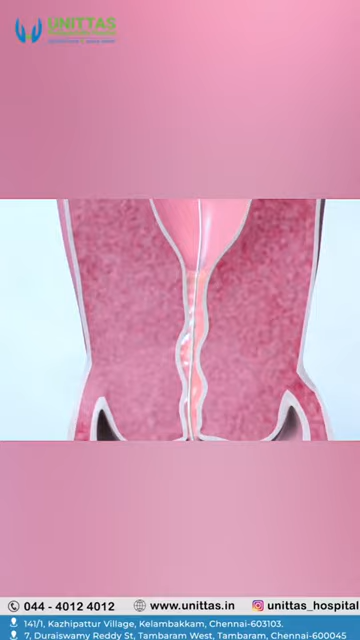 UNITTAS
044 - 4012 4012
www.unittas.in
unittas_hospital
141/1, Kazhipattur Village, Kelambakkam, Chennai-603103.
7, Duraiswamy Reddy St, Tambaram West, Tambaram, Chennai-600045